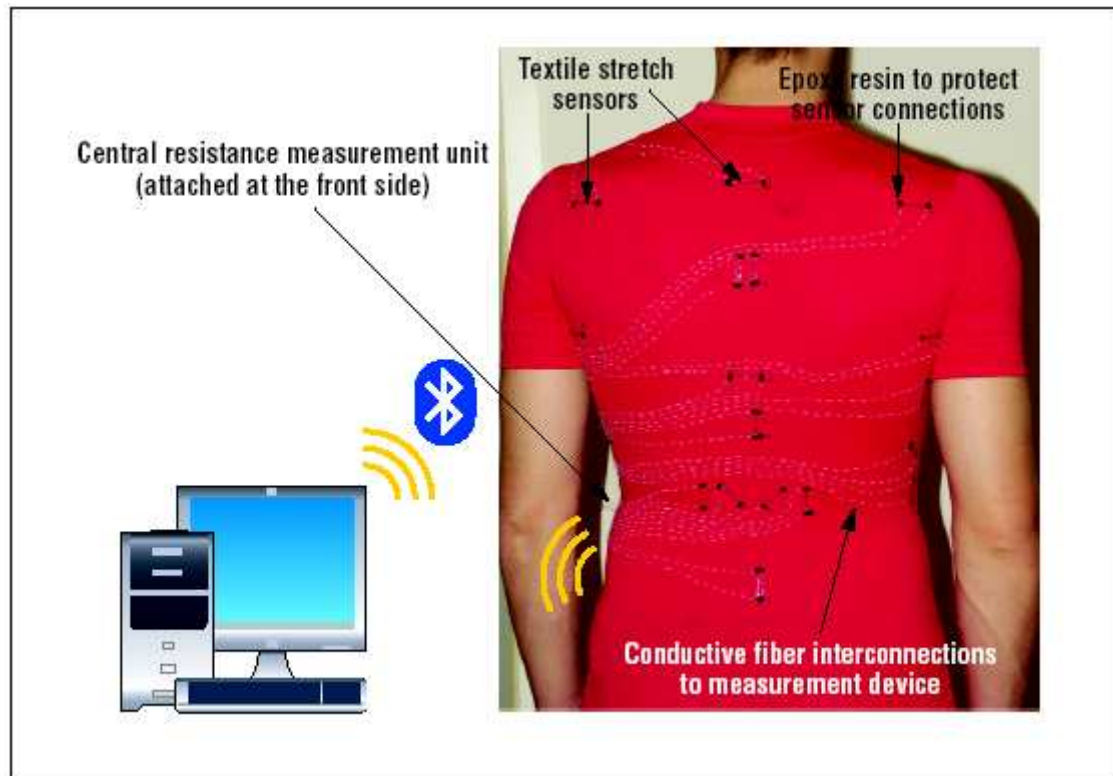 Textile stretch
sensors
Epoxy resin to protect
sensor connections
Central resistance measurement unit
(attached at the front side)
Conductive fiber interconnections
to measurement device